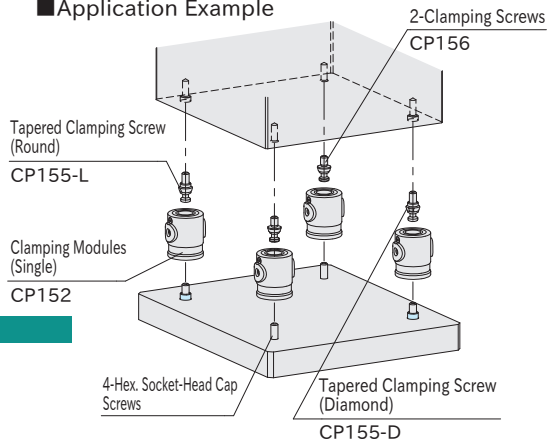 ■Application Example
2-Clamping Screws
CP156
Tapered Clamping Screw
(Round)
CP155-L
Clamping Modules
(Single)
CP152
4-Hex. Socket-Head Cap
Screws
Tapered Clamping Screw
(Diamond)
CP155-D